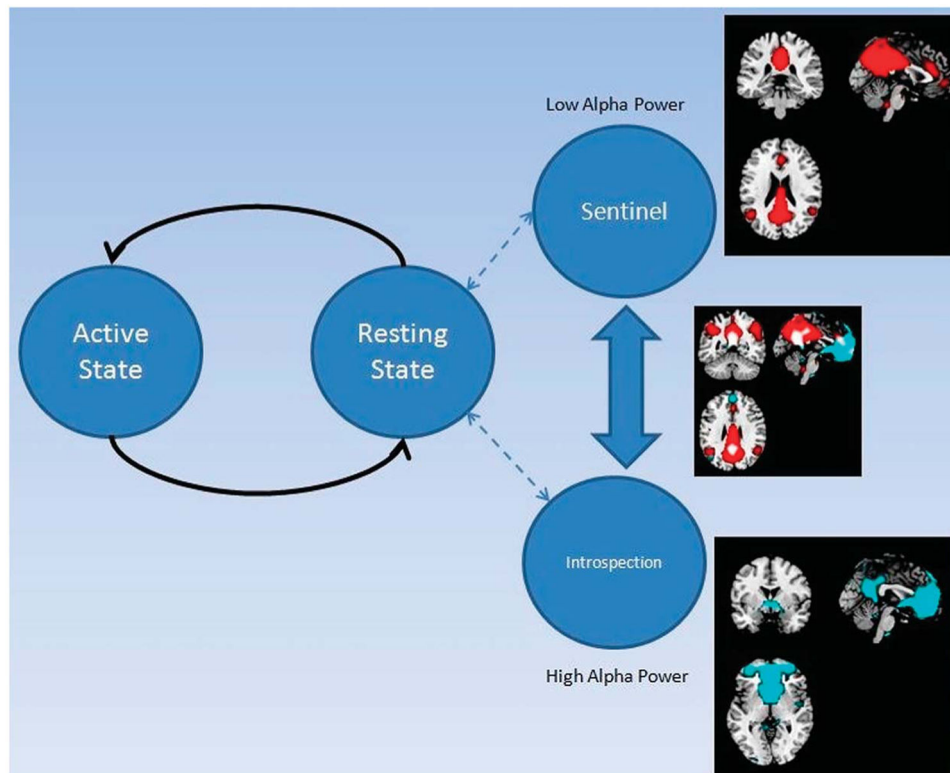 Low Alpha Power
Sentinel
Active
State
Resting
State
Introspection
High Alpha Power